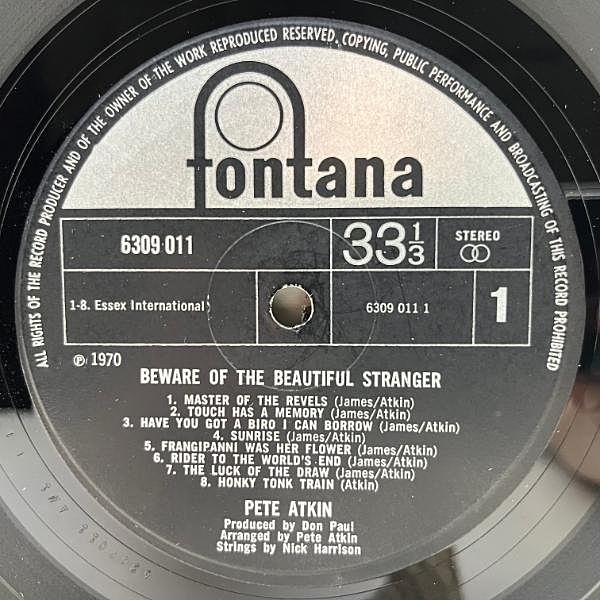 ALL RIGHTS OF THE RECORD PRODUCER AND OF THE OWNER OF THE WORK REPRODUCED RESERVED. COPYING, PUBLIC PERFORMANCE AND BROADCASTING OF THIS RECORD PROHIBITED
fontana
6309 011
33 1/3
STEREO
1-8. Essex International
6309 011 1
1
℗ 1970
BEWARE OF THE BEAUTIFUL STRANGER
1. MASTER OF THE REVELS (James/Atkin)
2. TOUCH HAS A MEMORY (James/Atkin)
3. HAVE YOU GOT A BIRO I CAN BORROW (James/Atkin)
4. SUNRISE (James/Atkin)
5. FRANGIPANNI WAS HER FLOWER (James/Atkin)
6. RIDER TO THE WORLD'S END (James/Atkin)
7. THE LUCK OF THE DRAW (James/Atkin)
8. HONKY TONK TRAIN (Atkin)
PETE ATKIN
Produced by Don Paul
Arranged by Pete Atkin
Strings by Nick Harrison